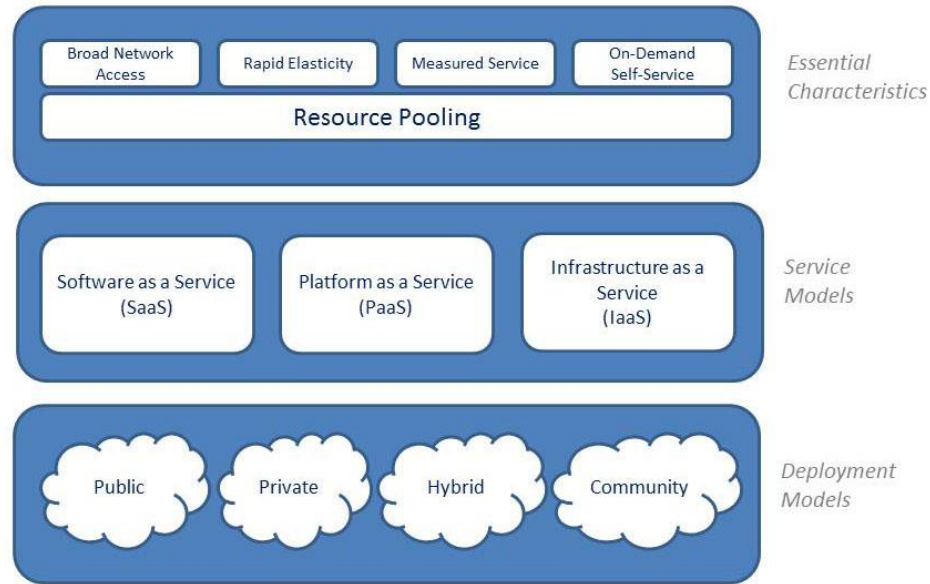 Broad Network
Access
Rapid Elasticity
Measured Service
On-Demand
Self-Service
Resource Pooling
Essential
Characteristics
Software as a Service
(SaaS)
Platform as a Service
(PaaS)
Infrastructure as a
Service
(IaaS)
Service
Models
Public
Private
Hybrid
Community
Deployment
Models